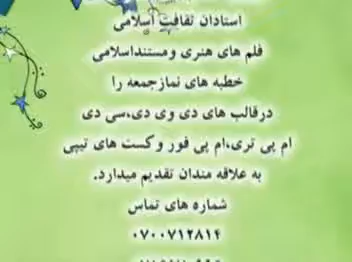 استادان ثقافت اسلامی
فلم های هنری ومستنداسلامی
خطبه های نمازجمعه را
درقالب های دی وی دی،سی دی
ام پی تری،ام پی فور وکست های تیپی
به علاقه مندان تقدیم میدارد.
شماره های تماس
۰۷۰۰۷۱۲۸۱۴